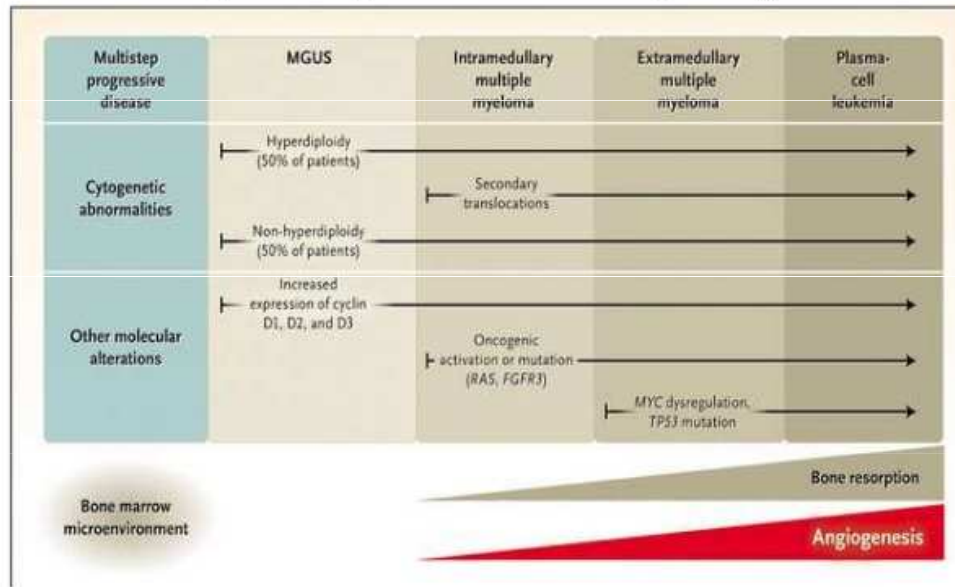 Multistep
progressive
disease
MGUS
Intramedullary
multiple
myeloma
Extramedullary
multiple
myeloma
Plasma-
cell
leukemia
Cytogenetic
abnormalities
Hyperdiploidy
(50% of patients)
Secondary
translocations
Non-hyperdiploidy
(50% of patients)
Other molecular
alterations
Increased
expression of cyclin
D1, D2, and D3
Oncogenic
activation or mutation
(RAS, FGFR3)
MYC dysregulation,
TP53 mutation
Bone marrow
microenvironment
Bone resorption
Angiogenesis